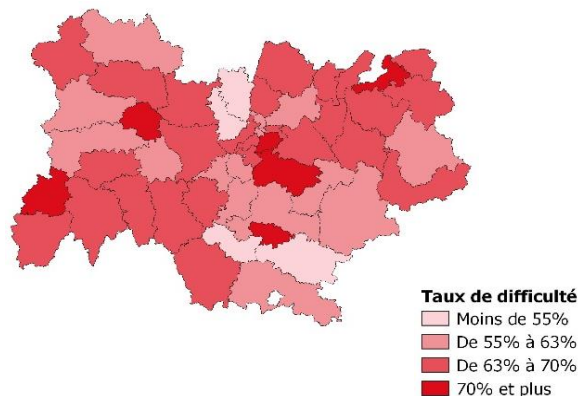 Taux de difficulté
Moins de 55%
De 55% à 63%
De 63% à 70%
70% et plus